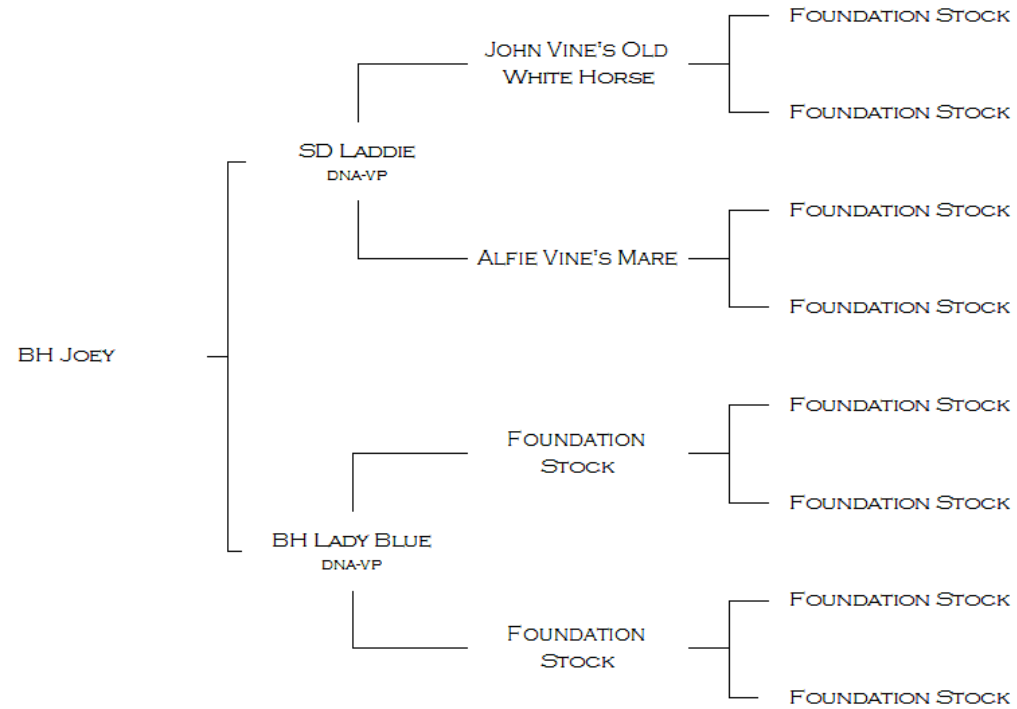 Foundation Stock
John Vine's Old
White Horse
Foundation Stock
SD Laddie
DNA-VP
Foundation Stock
Alfie Vine's Mare
Foundation Stock
BH Joey
Foundation Stock
Foundation
Stock
Foundation Stock
BH Lady Blue
DNA-VP
Foundation Stock
Foundation
Stock
Foundation Stock